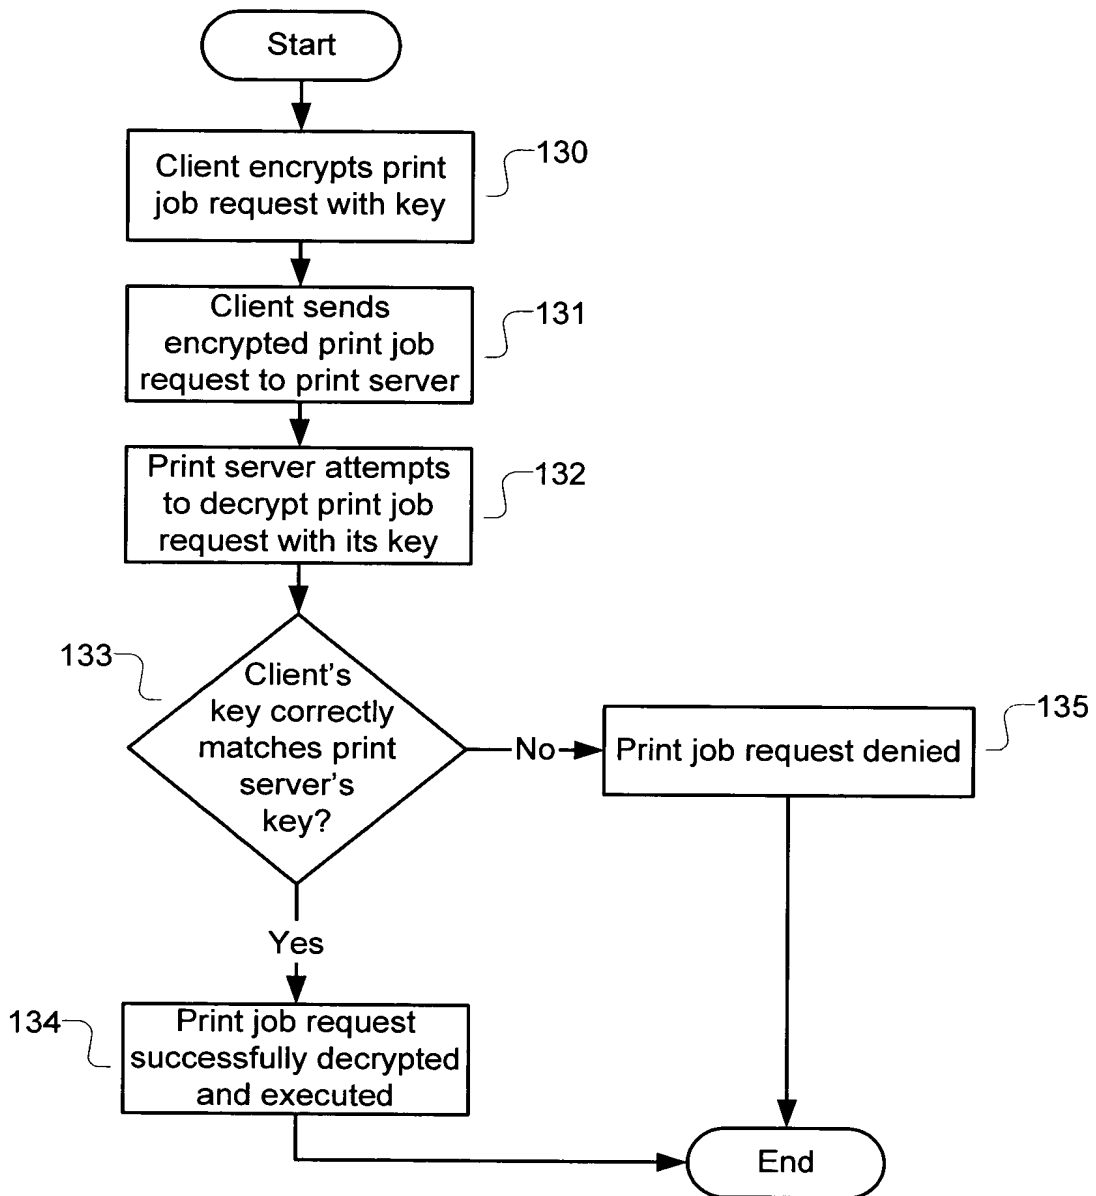 Start
Client encrypts print
job request with key
130
Client sends
encrypted print job
request to print server
131
Print server attempts
to decrypt print job
request with its key
132
133
Client's
key correctly
matches print
server's
key?
No
Print job request denied
135
Yes
134
Print job request
successfully decrypted
and executed
End